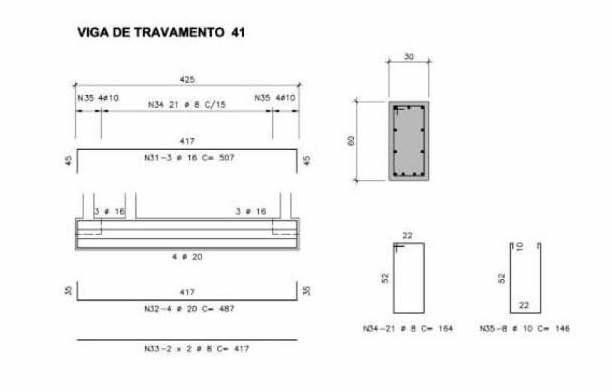 VIGA DE TRAVAMENTO 41
425
N35 4ø10
N34 21 ø 8 C/15
N35 4ø10
417
45
45
N31-3 ø 16 C= 507
3 ø 16
3 ø 16
4 ø 20
35
417
35
N32-4 ø 20 C= 487
N33-2 x 2 ø 8 C= 417
30
60
22
52
N34-21 ø 8 C= 164
10
52
22
N35-8 ø 10 C= 146